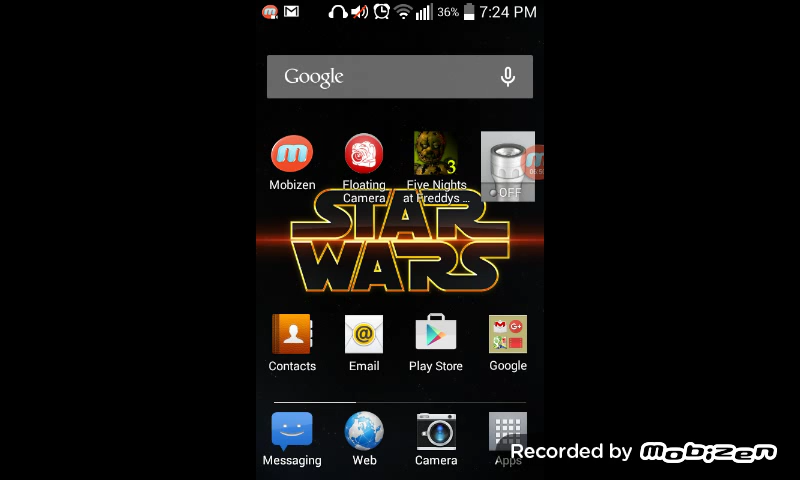 36% 7:24 PM
Google
3
Mobizen
Floating
Camera
Five Nights
at Freddys ...
OFF
STAR
WARS
Contacts
Email
Play Store
Google
Messaging
Web
Camera
Apps
Recorded by mobizen